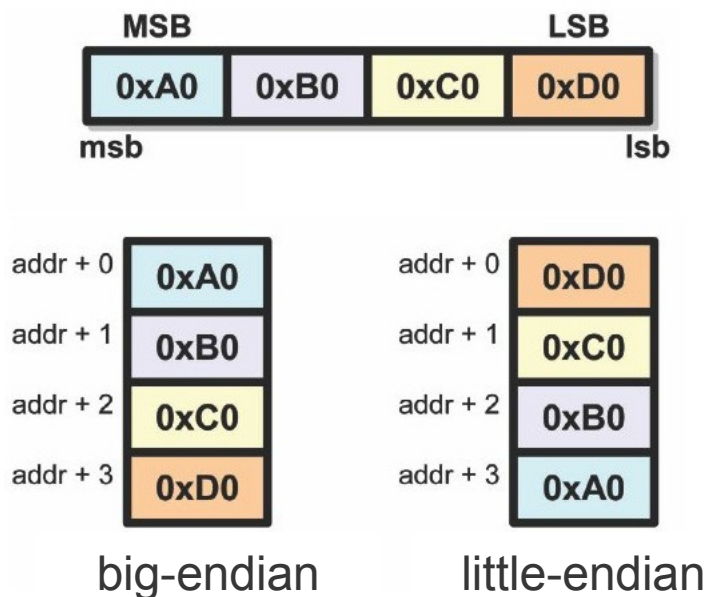 MSB LSB
0xA0 0xB0 0xC0 0xD0
msb lsb
addr + 0 0xA0 addr + 0 0xD0
addr + 1 0xB0 addr + 1 0xC0
addr + 2 0xC0 addr + 2 0xB0
addr + 3 0xD0 addr + 3 0xA0
big-endian little-endian